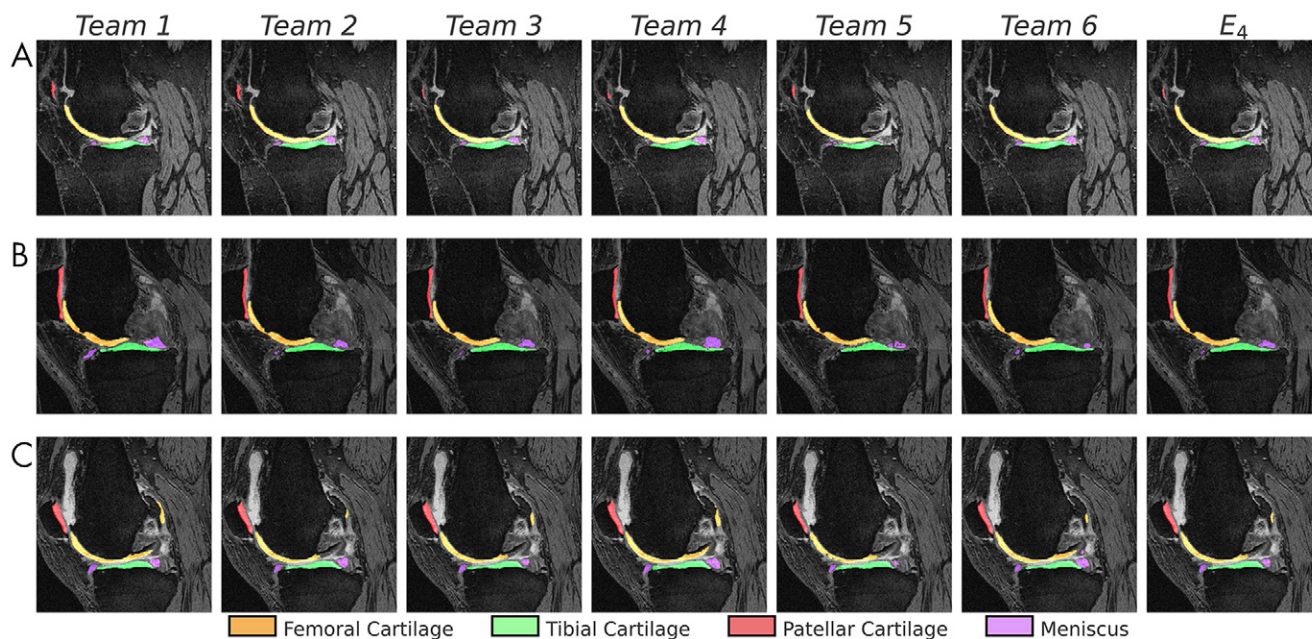 Team 1 Team 2 Team 3 Team 4 Team 5 Team 6 E₄
A
B
C
Femoral Cartilage Tibial Cartilage Patellar Cartilage Meniscus